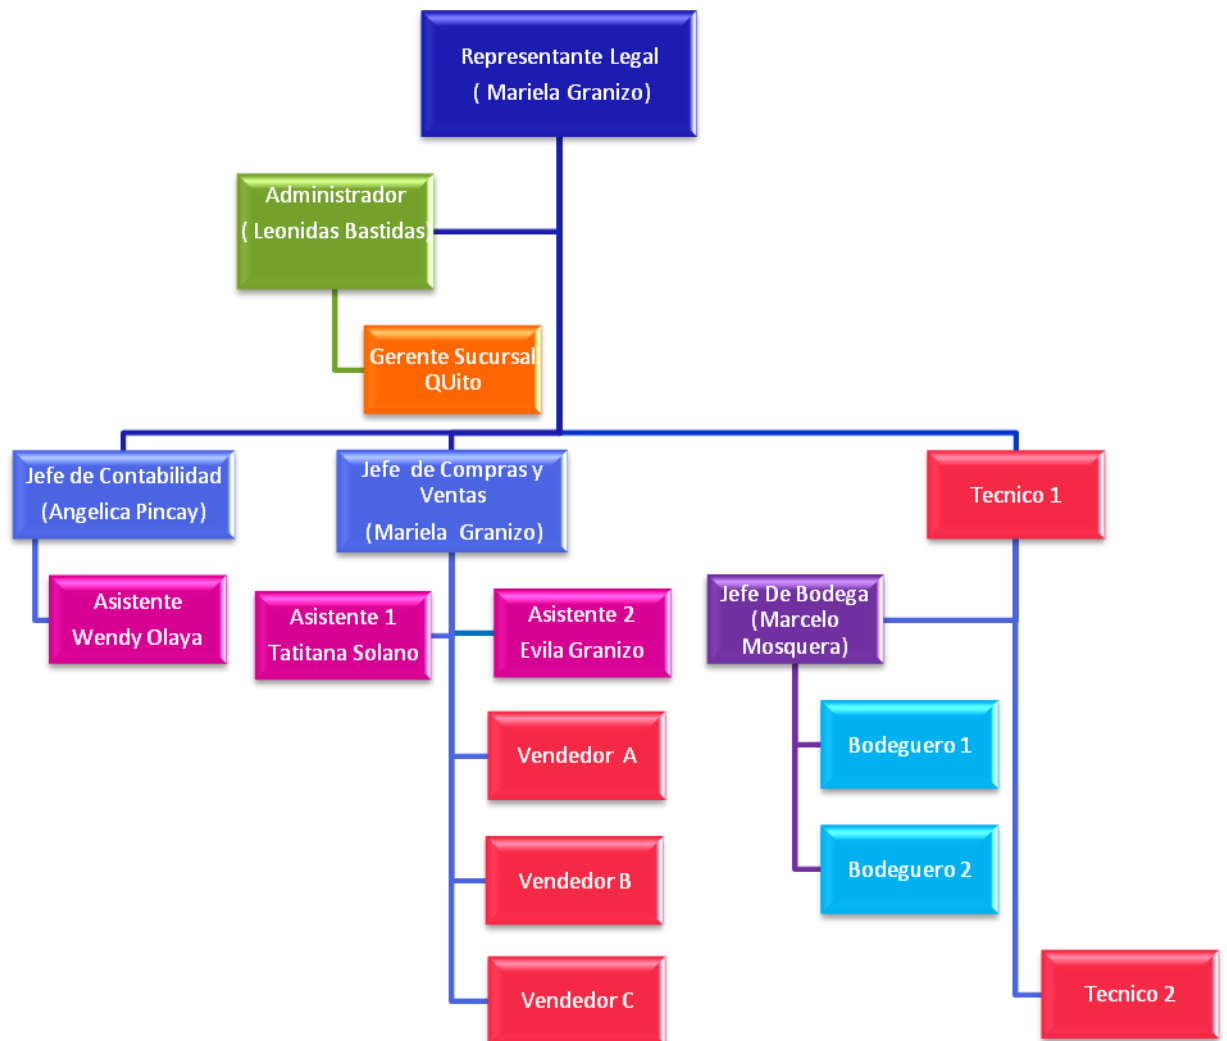 Representante Legal
( Mariela Granizo)
Administrador
( Leonidas Bastidas)
Gerente Sucursal
QUito
Jefe de Contabilidad
(Angelica Pincay)
Jefe de Compras y
Ventas
(Mariela Granizo)
Tecnico 1
Asistente
Wendy Olaya
Asistente 1
Tatitana Solano
Asistente 2
Evila Granizo
Jefe De Bodega
(Marcelo
Mosquera)
Vendedor A
Bodeguero 1
Vendedor B
Bodeguero 2
Vendedor C
Tecnico 2